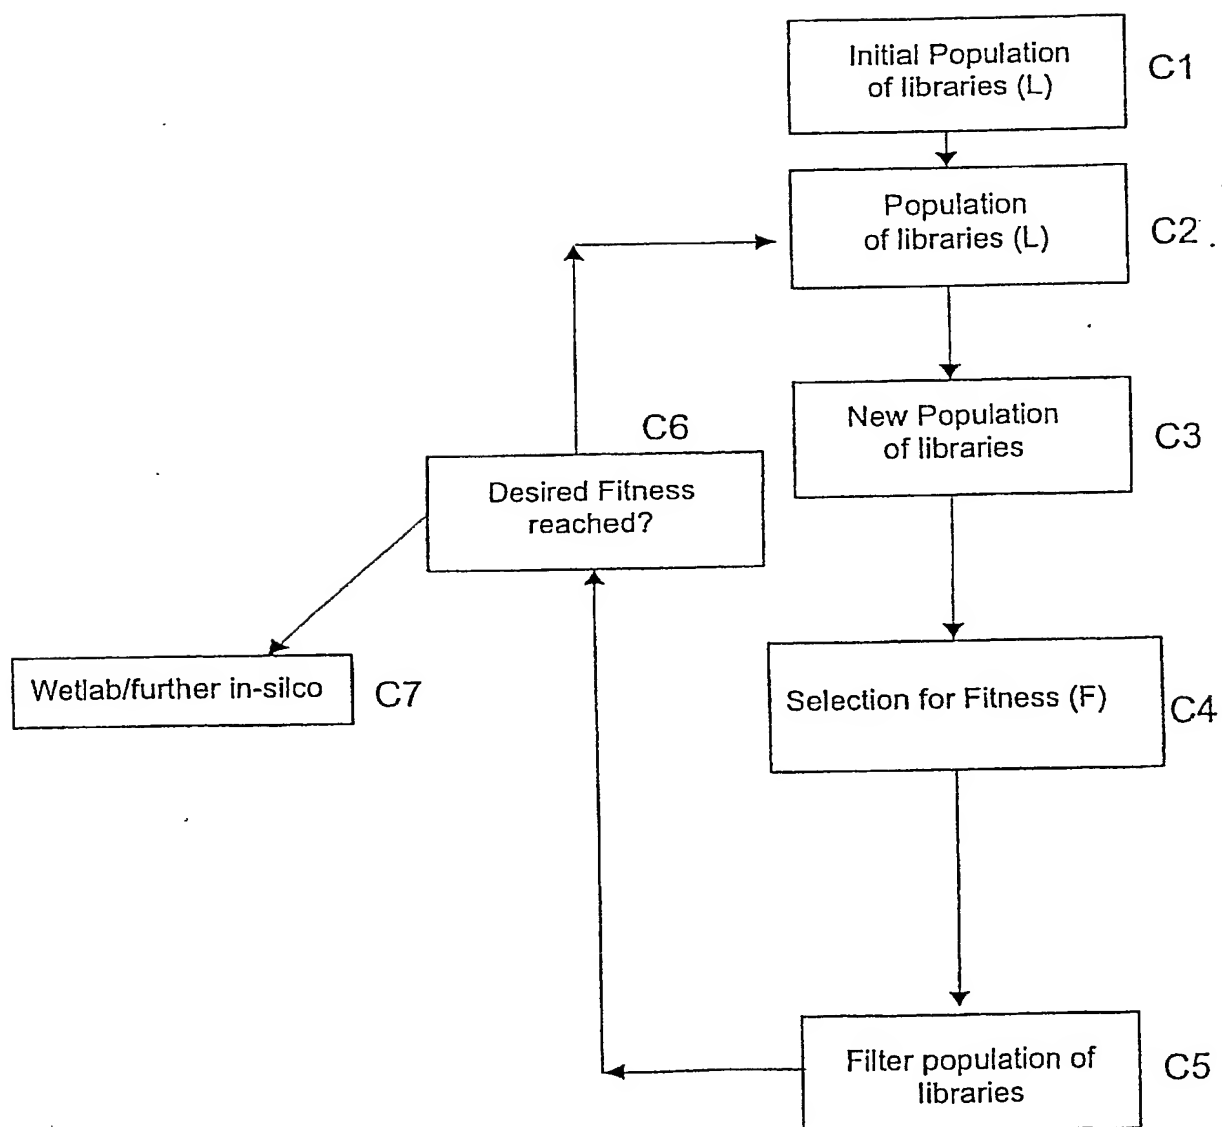 Initial Population
of libraries (L)
C1
Population
of libraries (L)
C2
New Population
of libraries
C3
C6
Desired Fitness
reached?
Wetlab/further in-silco
C7
Selection for Fitness (F)
C4
Filter population of
libraries
C5